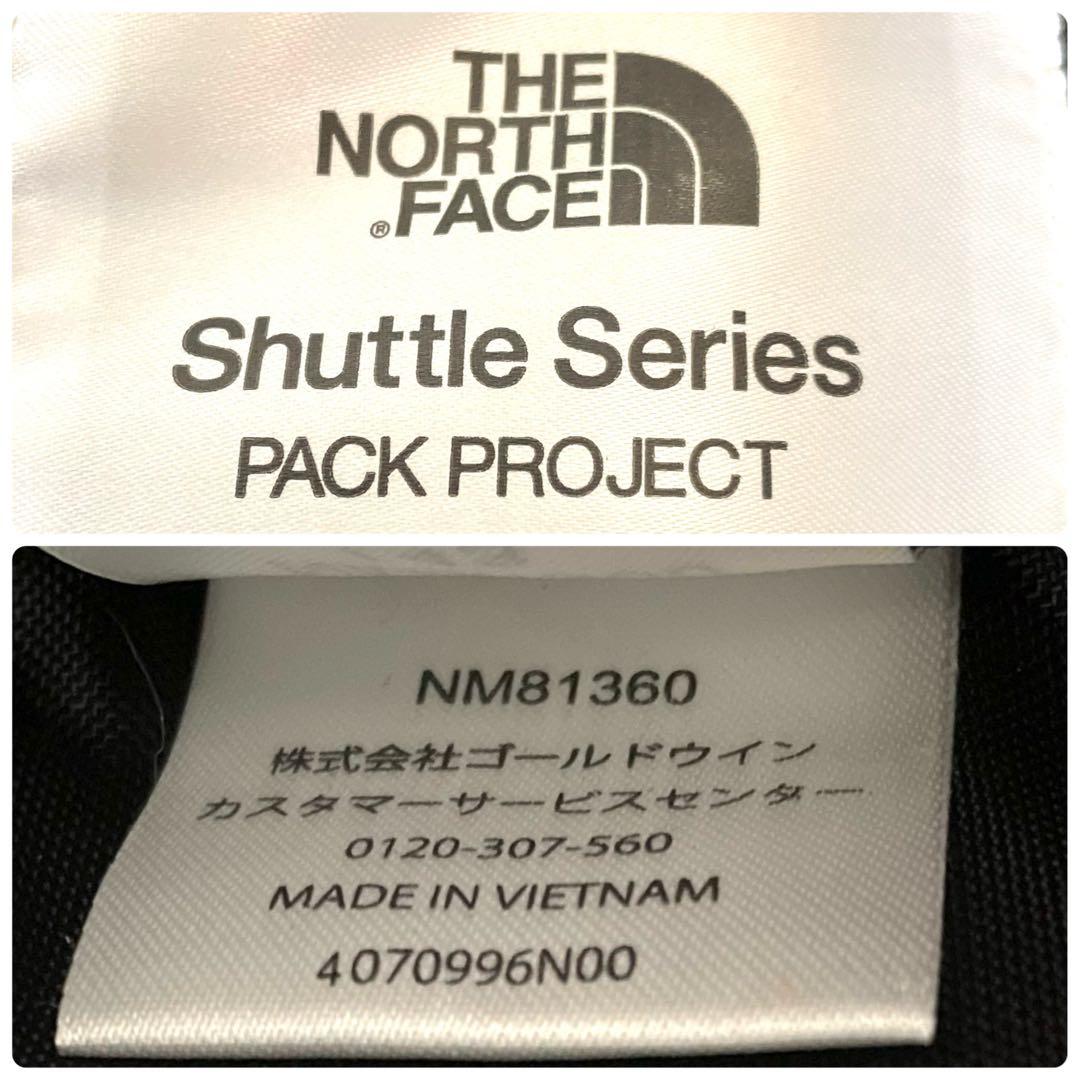 THE
NORTH
®FACE
Shuttle Series
PACK PROJECT
NM81360
株式会社ゴールドウイン
カスタマーサービスセンター
0120-307-560
MADE IN VIETNAM
4070996N00